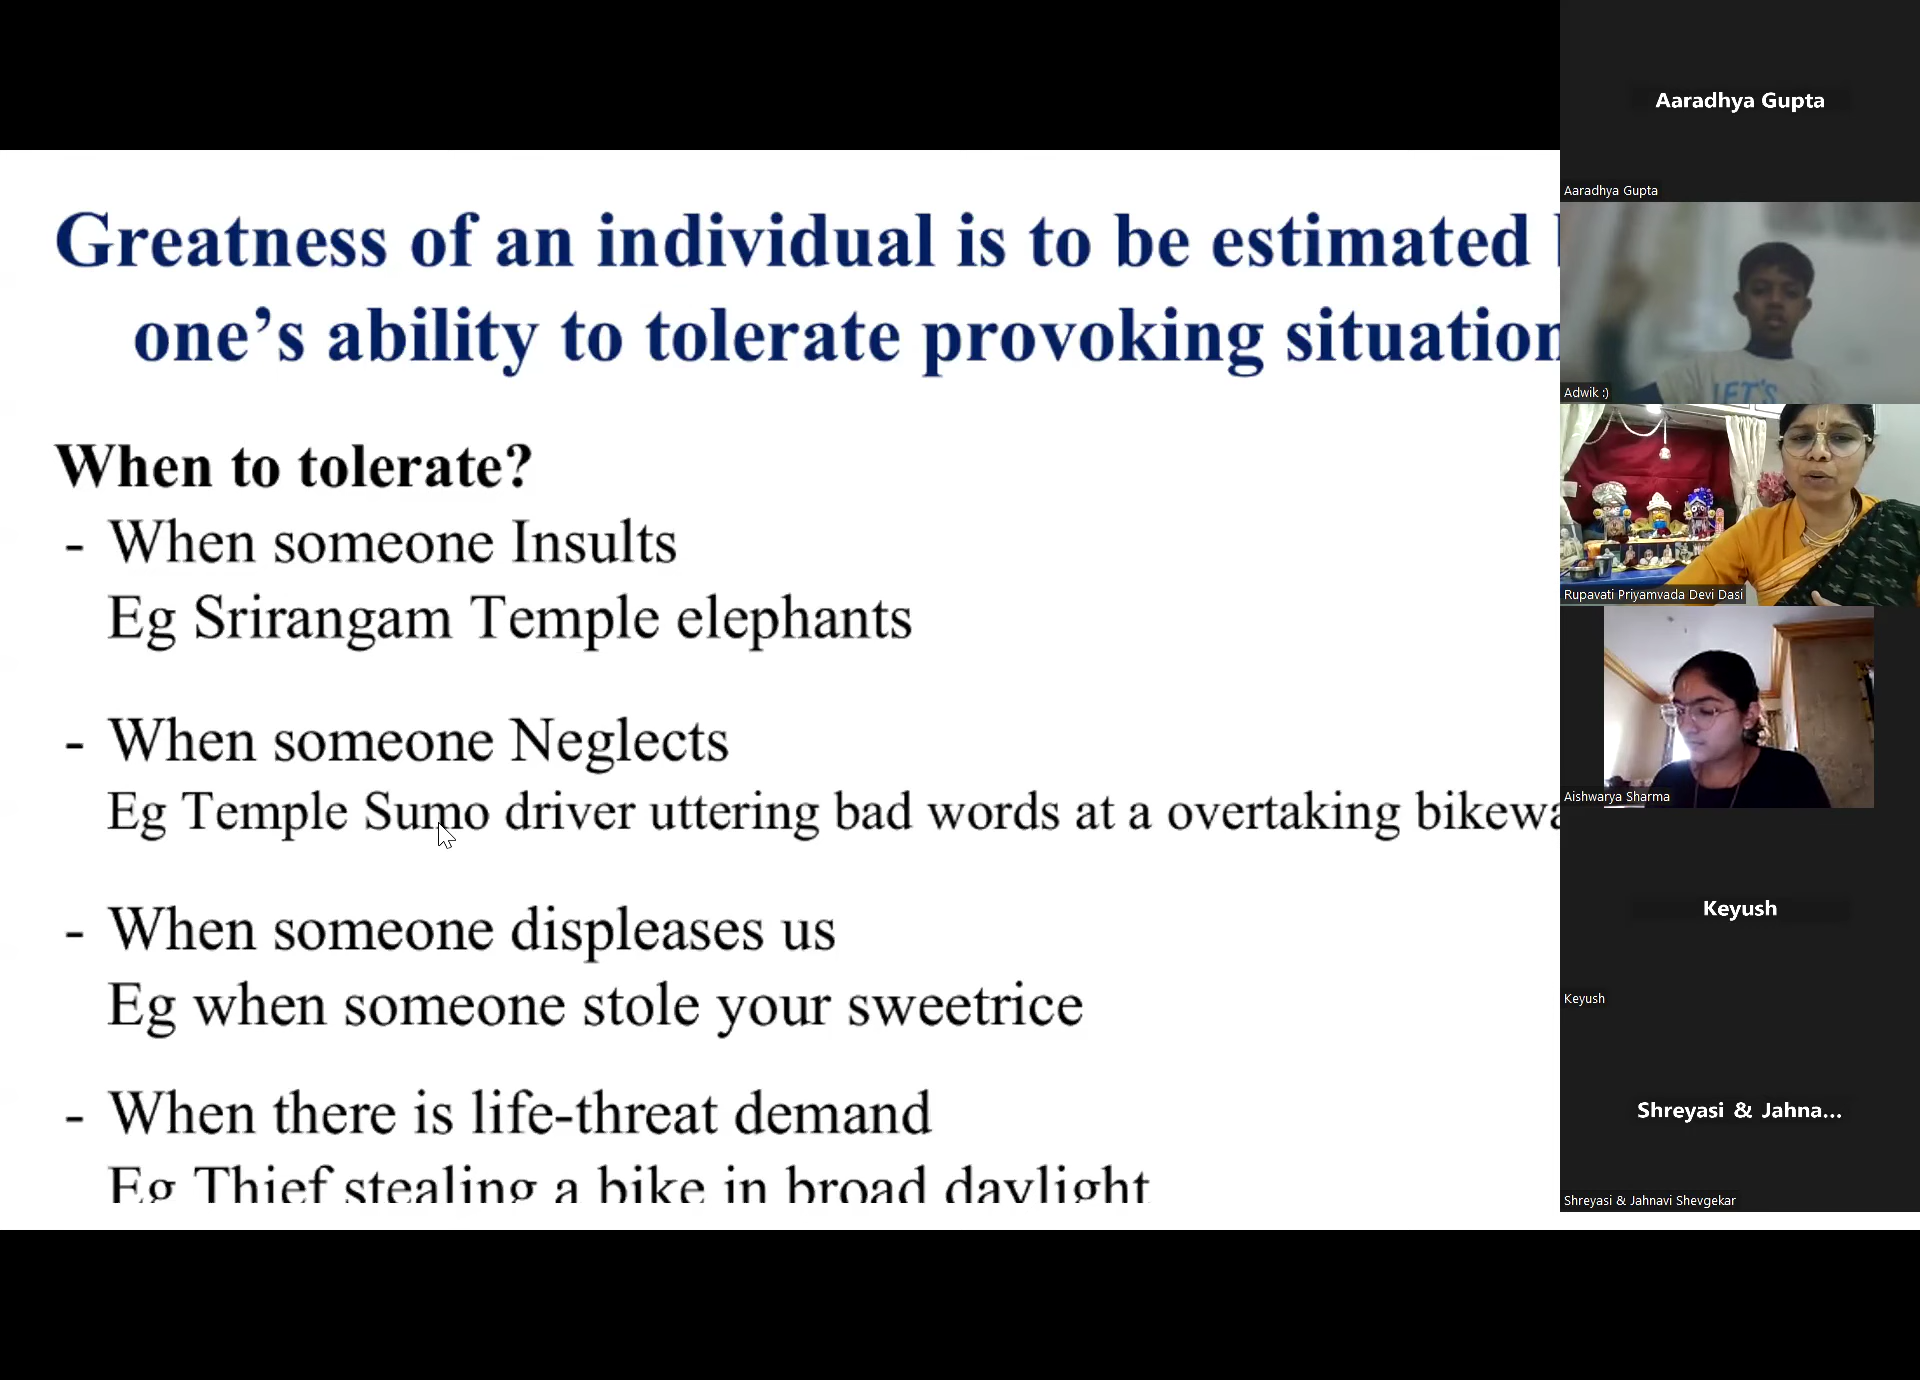 Greatness of an individual is to be estimated
one’s ability to tolerate provoking situation
When to tolerate?
- When someone Insults
Eg Srirangam Temple elephants
- When someone Neglects
Eg Temple Sumo driver uttering bad words at a overtaking bikewa
- When someone displeases us
Eg when someone stole your sweetrice
- When there is life-threat demand
Eg Thief stealing a bike in broad daylight
Aaradhya Gupta
Aaradhya Gupta
LET'S
Adwik :)
Rupavati Priyamvada Devi Dasi
Aishwarya Sharma
Keyush
Keyush
Shreyasi & Jahna...
Shreyasi & Jahnavi Shevgekar